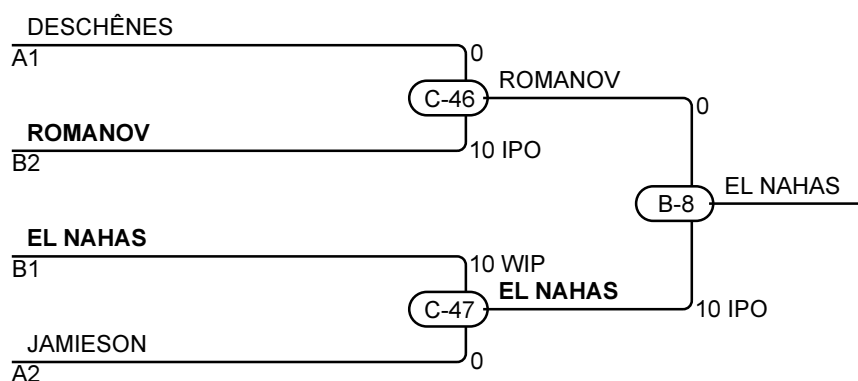 DESCHÊNES
A1
0
C-46
ROMANOV
0
ROMANOV
10 IPO
B2
B-8
EL NAHAS
EL NAHAS
B1
10 WIP
EL NAHAS
C-47
10 IPO
JAMIESON
0
A2